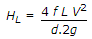 H_L = 4 f L V² / d.2g